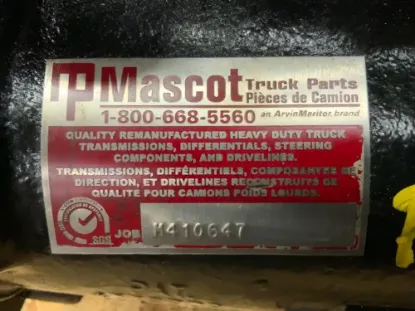 Mascot Truck Parts
Pièces de Camion
1-800-668-5560 an ArvinMeritor brand
QUALITY REMANUFACTURED HEAVY DUTY TRUCK
TRANSMISSIONS, DIFFERENTIALS, STEERING
COMPONENTS, AND DRIVELINES.
TRANSMISSIONS, DIFFÉRENTIELS, COMPOSANTES DE
DIRECTION, ET DRIVELINES RECONSTRUITS DE
QUALITE POUR CAMIONS POIDS LOURDS.
SGS JOB M410647